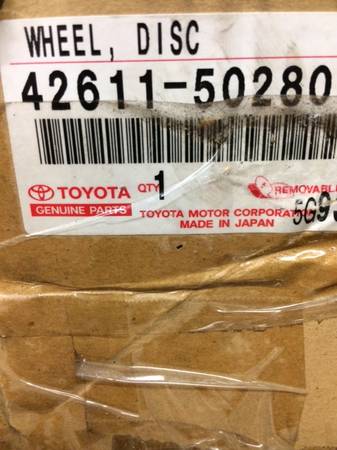 WHEEL, DISC
42611-50280
TOYOTA QTY 1 REMOVABLE
GENUINE PARTS TOYOTA MOTOR CORPORATION
MADE IN JAPAN